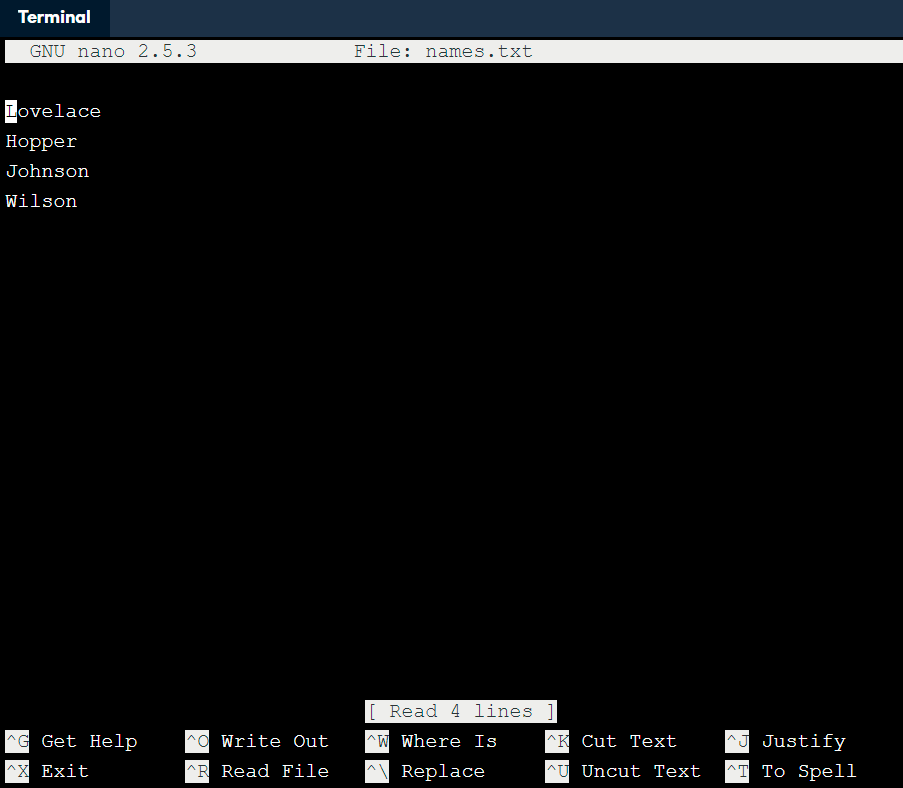 Terminal
GNU nano 2.5.3 File: names.txt
Lovelace
Hopper
Johnson
Wilson
[ Read 4 lines ]
^G Get Help ^O Write Out ^W Where Is ^K Cut Text ^J Justify
^X Exit ^R Read File ^\ Replace ^U Uncut Text ^T To Spell